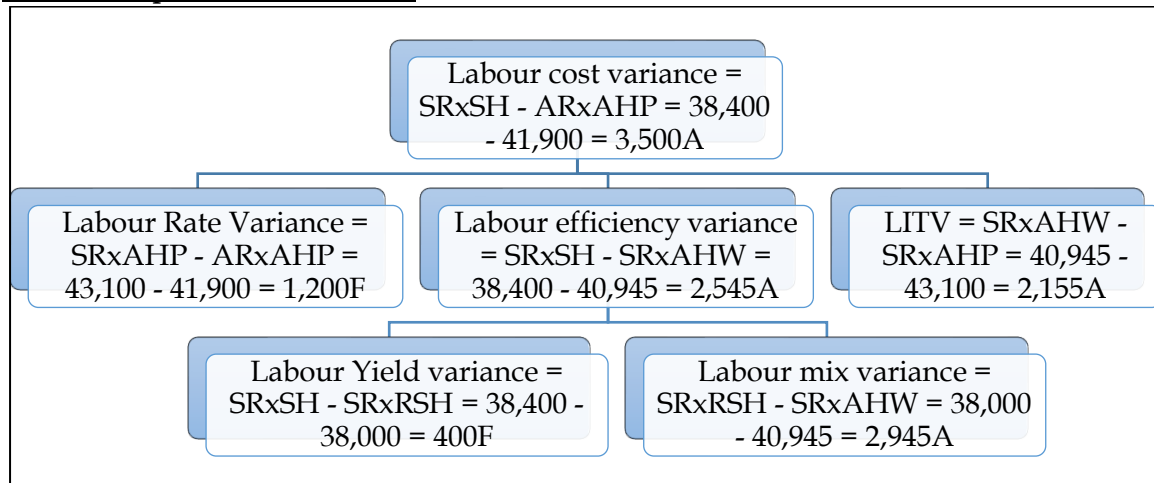 Labour cost variance =
SRxSH - ARxAHP = 38,400
- 41,900 = 3,500A
Labour Rate Variance =
SRxAHP - ARxAHP =
43,100 - 41,900 = 1,200F
Labour efficiency variance
= SRxSH - SRxAHW =
38,400 - 40,945 = 2,545A
LITV = SRxAHW -
SRxAHP = 40,945 -
43,100 = 2,155A
Labour Yield variance =
SRxSH - SRxRSH = 38,400 -
38,000 = 400F
Labour mix variance =
SRxRSH - SRxAHW = 38,000
- 40,945 = 2,945A